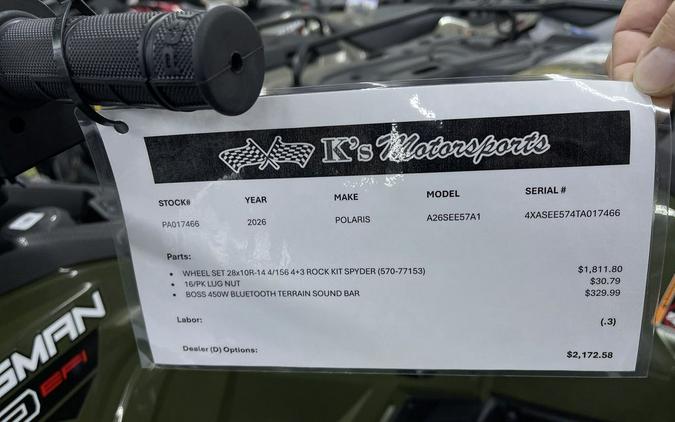 K's Motorsports
STOCK# YEAR MAKE MODEL SERIAL #
PA017466 2026 POLARIS A26SEE57A1 4XASEE574TA017466
Parts:
• WHEEL SET 28x10R-14 4/156 4+3 ROCK KIT SPYDER (570-77153) $1,811.80
• 16/PK LUG NUT $30.79
• BOSS 450W BLUETOOTH TERRAIN SOUND BAR $329.99
Labor: (.3)
Dealer (D) Options: $2,172.58
GSMAN
EFI